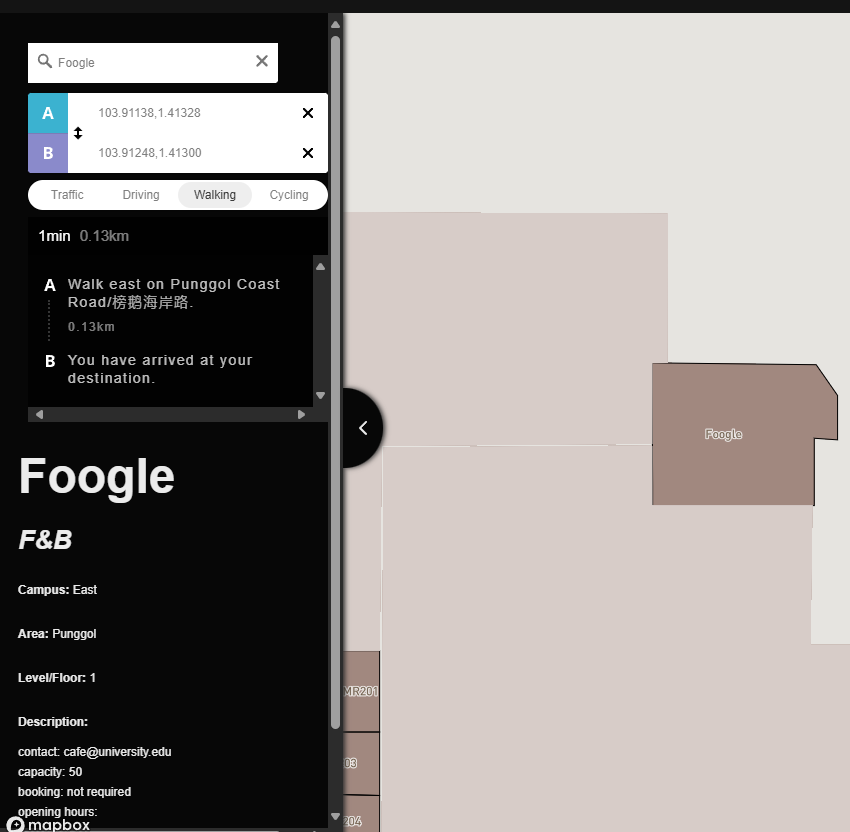 Foogle
A
103.91138,1.41328
B
103.91248,1.41300
Traffic Driving Walking Cycling
1min 0.13km
A Walk east on Punggol Coast
Road/榜鹅海岸路.
0.13km
B You have arrived at your
destination.
Foogle
F&B
Campus: East
Area: Punggol
Level/Floor: 1
Description:
contact: cafe@university.edu
capacity: 50
booking: not required
opening hours:
mapbox
Foogle
MR201
03
204